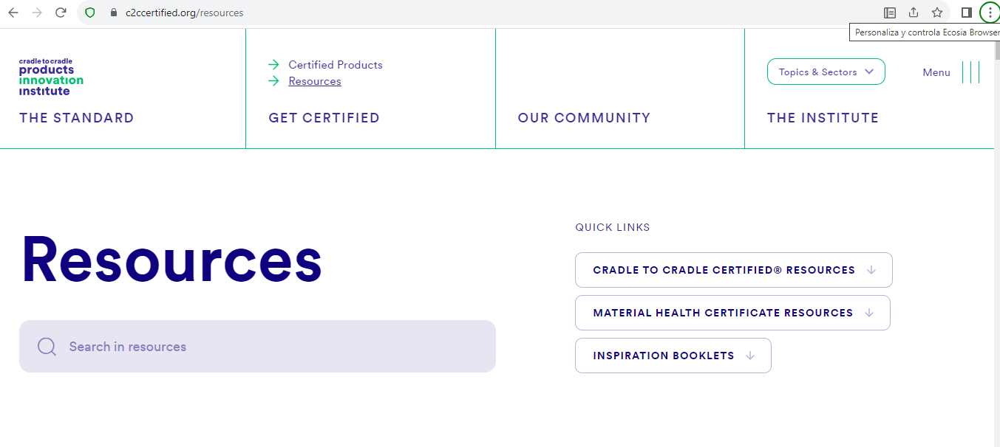 c2ccertified.org/resources
Personaliza y controla Ecosia Browser
cradle to cradle
products
innovation
institute
Certified Products
Resources
Topics & Sectors
Menu
THE STANDARD
GET CERTIFIED
OUR COMMUNITY
THE INSTITUTE
Resources
Search in resources
QUICK LINKS
CRADLE TO CRADLE CERTIFIED® RESOURCES
MATERIAL HEALTH CERTIFICATE RESOURCES
INSPIRATION BOOKLETS